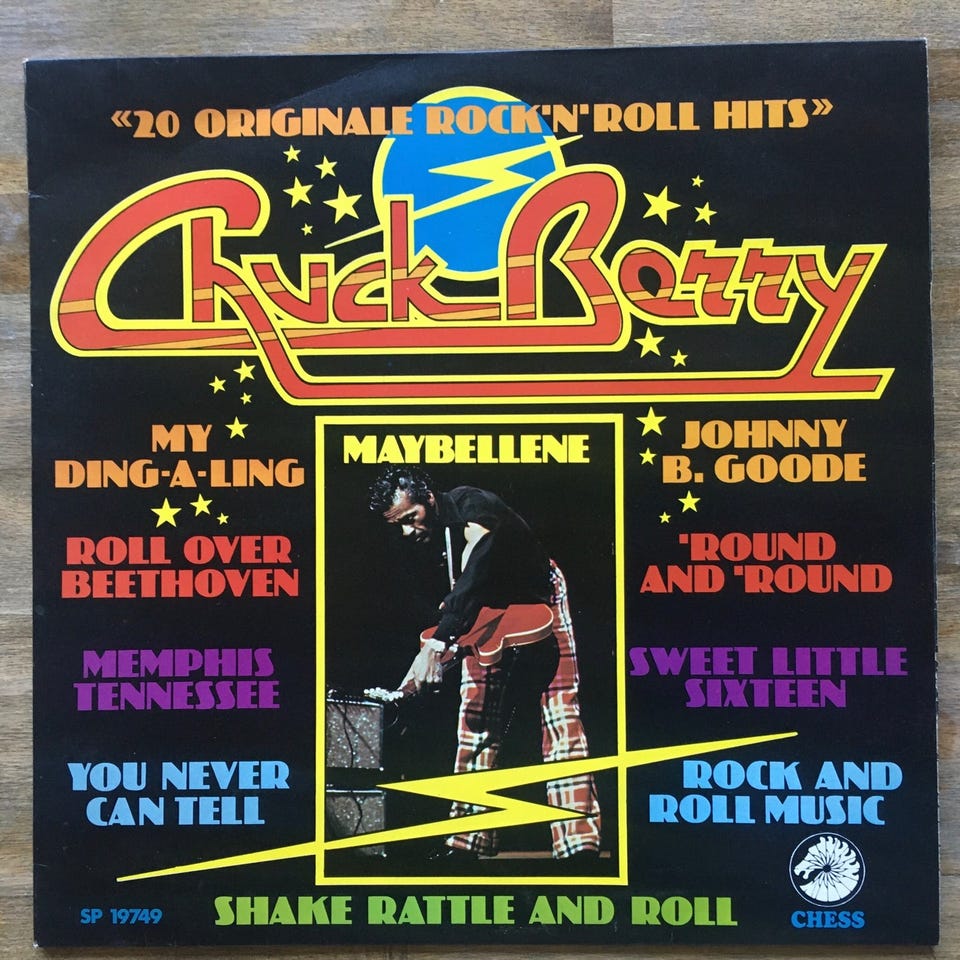 «20 ORIGINALE ROCK'N'ROLL HITS»
Chuck Berry
MY
DING-A-LING
ROLL OVER
BEETHOVEN
MEMPHIS
TENNESSEE
YOU NEVER
CAN TELL
MAYBELLENE
JOHNNY
B. GOODE
'ROUND
AND 'ROUND
SWEET LITTLE
SIXTEEN
ROCK AND
ROLL MUSIC
SP 19749
SHAKE RATTLE AND ROLL
CHESS